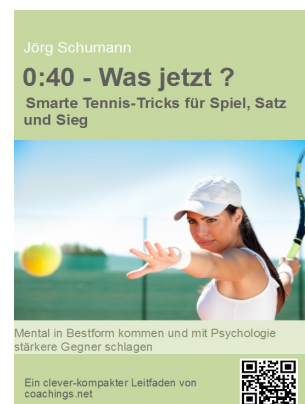 Jörg Schumann
0:40 - Was jetzt ?
Smarte Tennis-Tricks für Spiel, Satz
und Sieg
Mental in Bestform kommen und mit Psychologie
stärkere Gegner schlagen
Ein clever-kompakter Leitfaden von
coachings.net